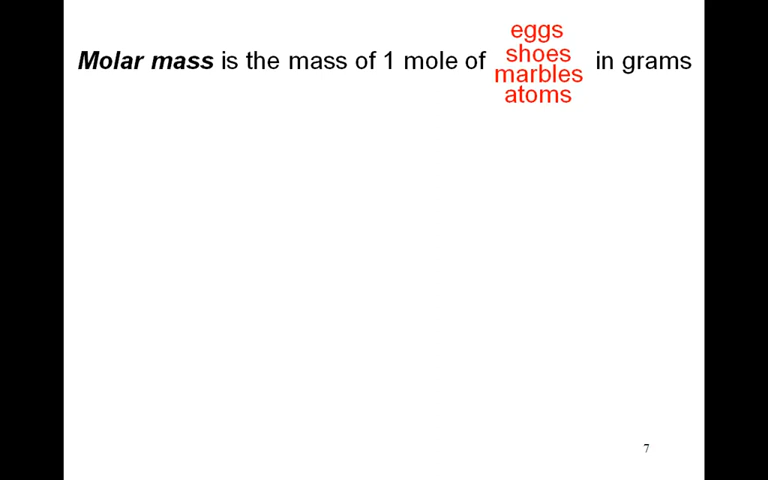 eggs
shoes
Molar mass is the mass of 1 mole of marbles in grams
atoms
7